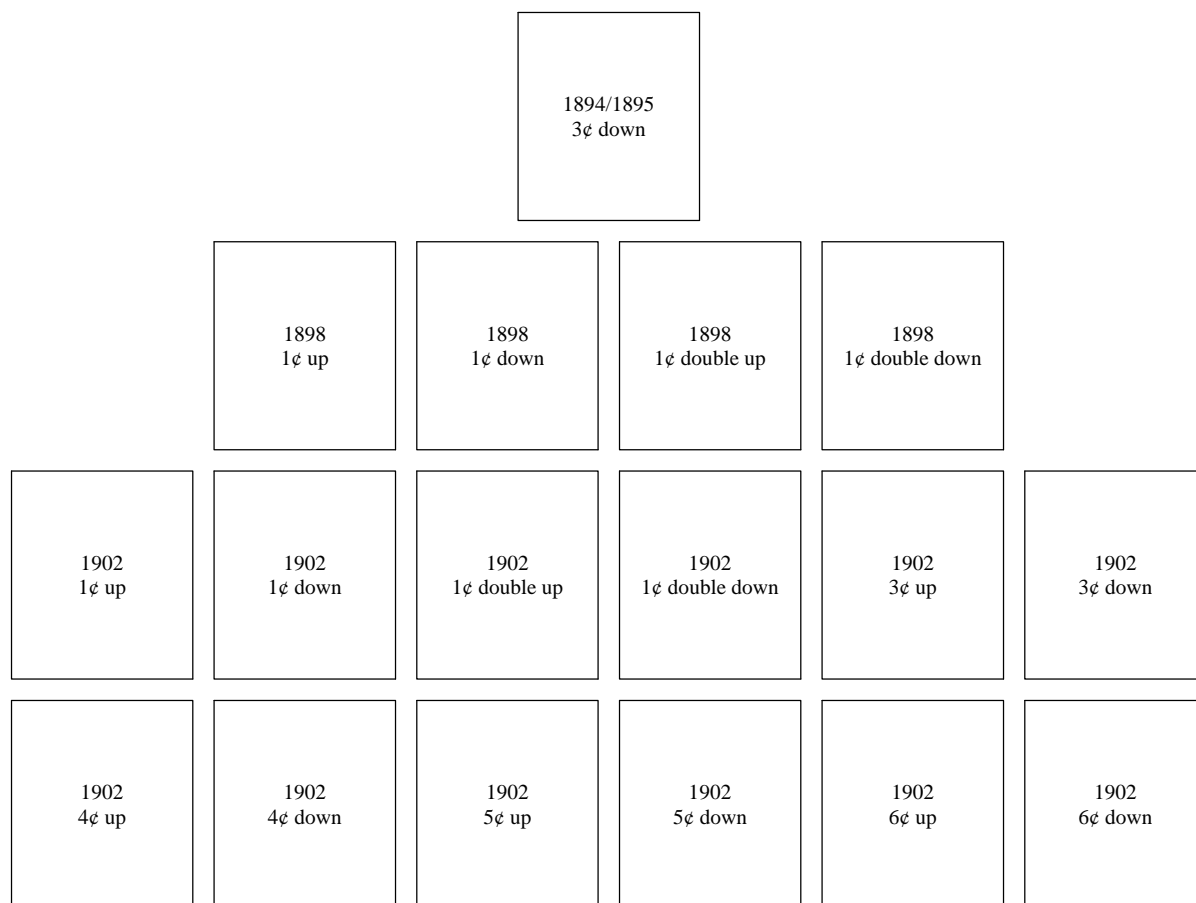 1894/1895
3¢ down
1898
1¢ up
1898
1¢ down
1898
1¢ double up
1898
1¢ double down
1902
1¢ up
1902
1¢ down
1902
1¢ double up
1902
1¢ double down
1902
3¢ up
1902
3¢ down
1902
4¢ up
1902
4¢ down
1902
5¢ up
1902
5¢ down
1902
6¢ up
1902
6¢ down